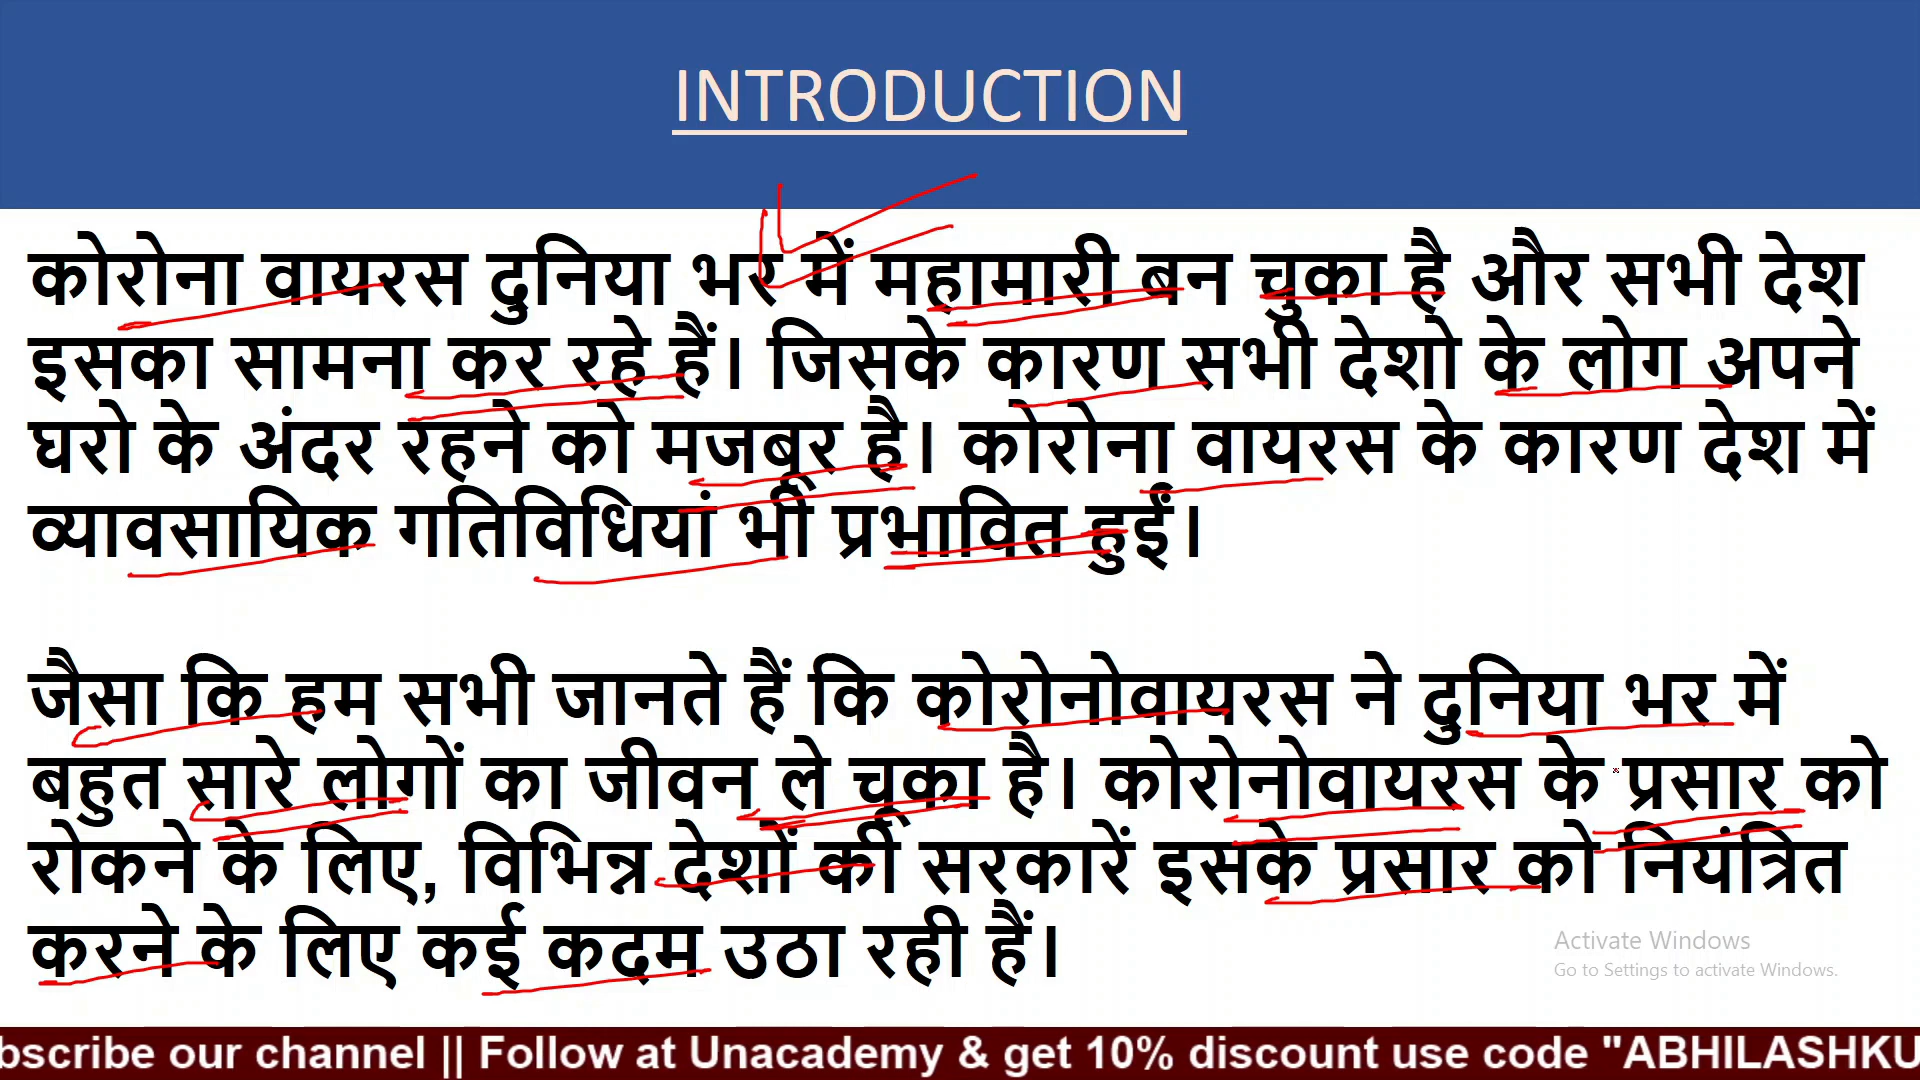 INTRODUCTION
कोरोना वायरस दुनिया भर में महामारी बन चुका है और सभी देश
इसका सामना कर रहे हैं। जिसके कारण सभी देशो के लोग अपने
घरो के अंदर रहने को मजबूर है। कोरोना वायरस के कारण देश में
व्यावसायिक गतिविधियां भी प्रभावित हुईं।
जैसा कि हम सभी जानते हैं कि कोरोनोवायरस ने दुनिया भर में
बहुत सारे लोगों का जीवन ले चूका है। कोरोनोवायरस के प्रसार को
रोकने के लिए, विभिन्न देशों की सरकारें इसके प्रसार को नियंत्रित
करने के लिए कई कदम उठा रही हैं।
Activate Windows
Go to Settings to activate Windows.
bscribe our channel || Follow at Unacademy & get 10% discount use code "ABHILASHKU